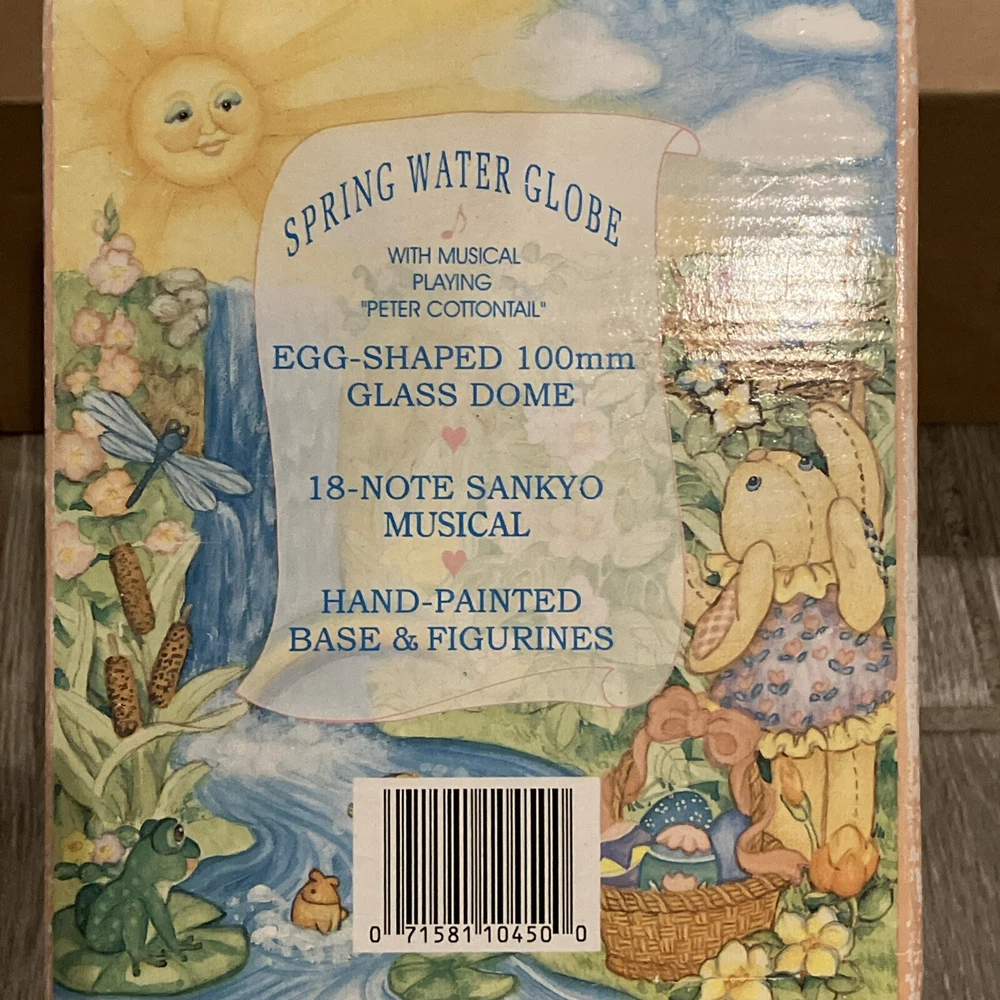 SPRING WATER GLOBE
WITH MUSICAL
PLAYING
"PETER COTTONTAIL"
EGG-SHAPED 100mm
GLASS DOME
18-NOTE SANKYO
MUSICAL
HAND-PAINTED
BASE & FIGURINES
0 71581 10450 0